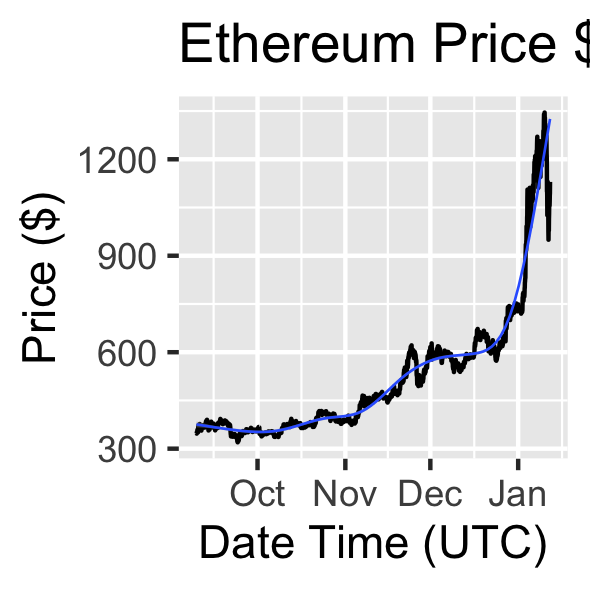 Ethereum Price $
1200
900
600
300
Price ($)
Oct Nov Dec Jan
Date Time (UTC)